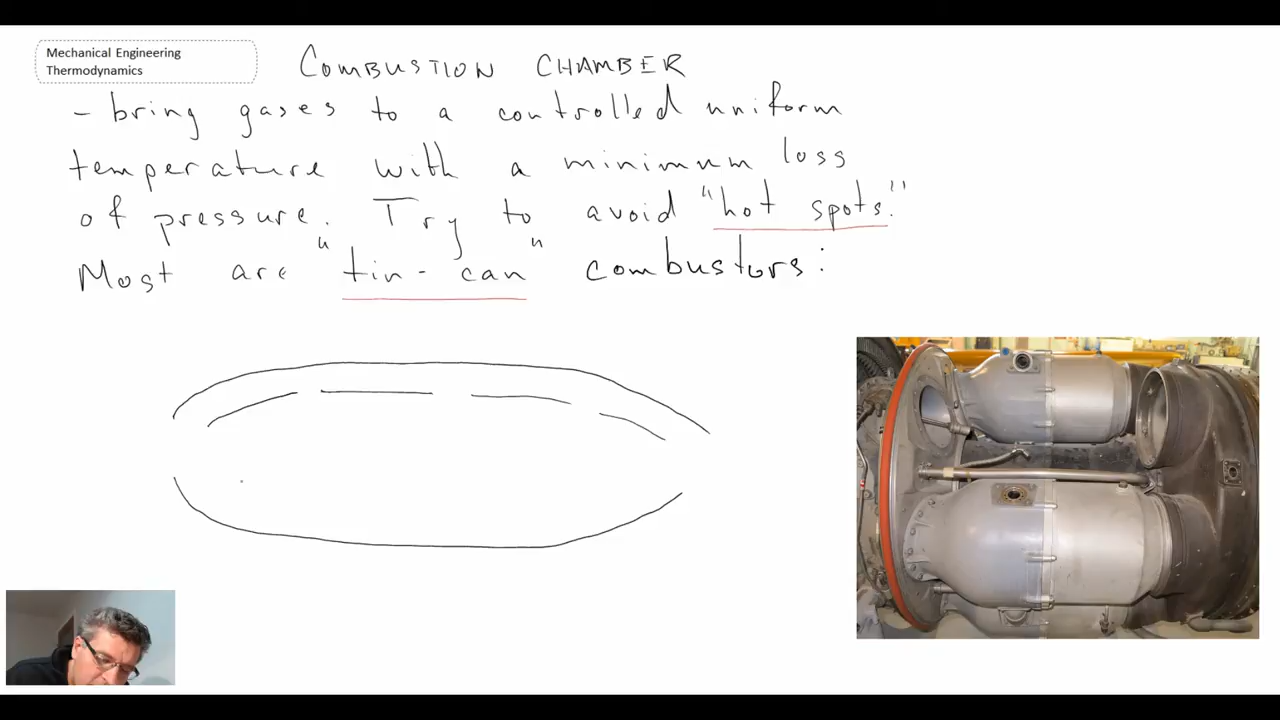 Mechanical Engineering
Thermodynamics
COMBUSTION CHAMBER
- bring gases to a controlled uniform
temperature with a minimum loss
of pressure. Try to avoid "hot spots."
Most are "tin-can" combustors: